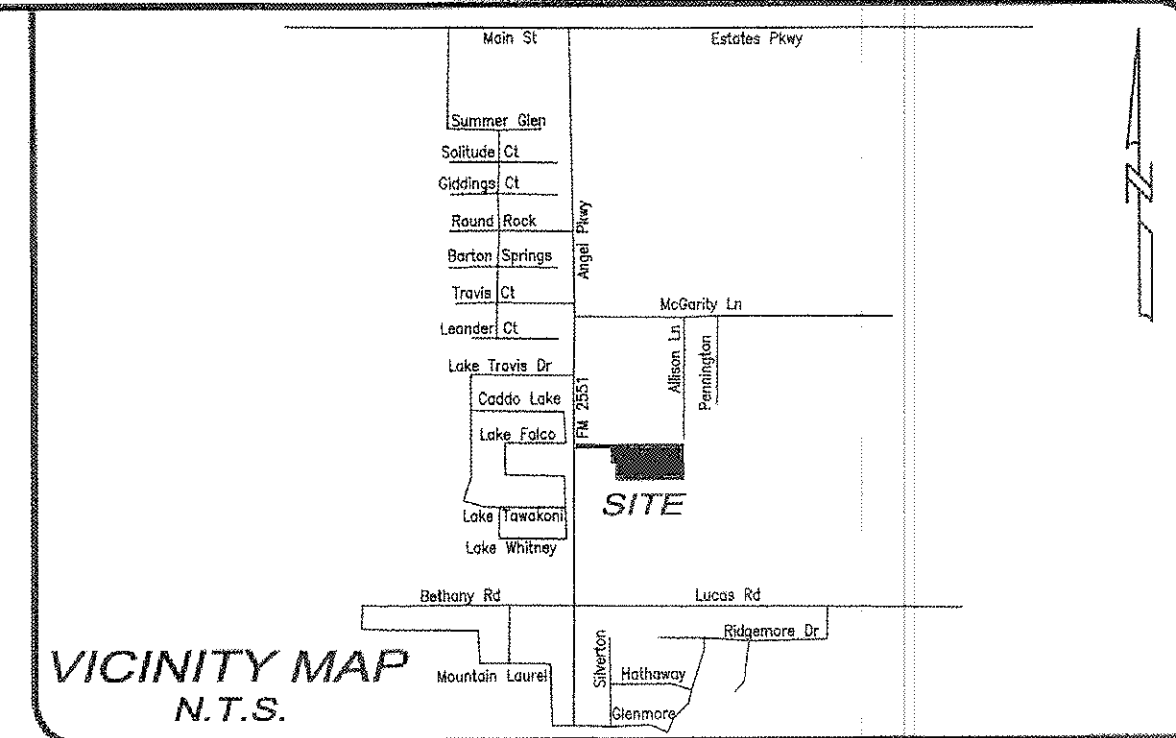 Main St
Estates Pkwy
Summer Glen
Solitude Ct
Giddings Ct
Round Rock
Angel Pkwy
Barton Springs
Travis Ct
McGarity Ln
Leander Ct
Allison Ln
Pennington
Lake Travis Dr
FM 2551
Caddo Lake
Lake Falco
SITE
Lake Tawakoni
Lake Whitney
Bethany Rd
Lucas Rd
Ridgemore Dr
Silverton
Mountain Laurel
Hathaway
Glenmore
VICINITY MAP
N.T.S.
N